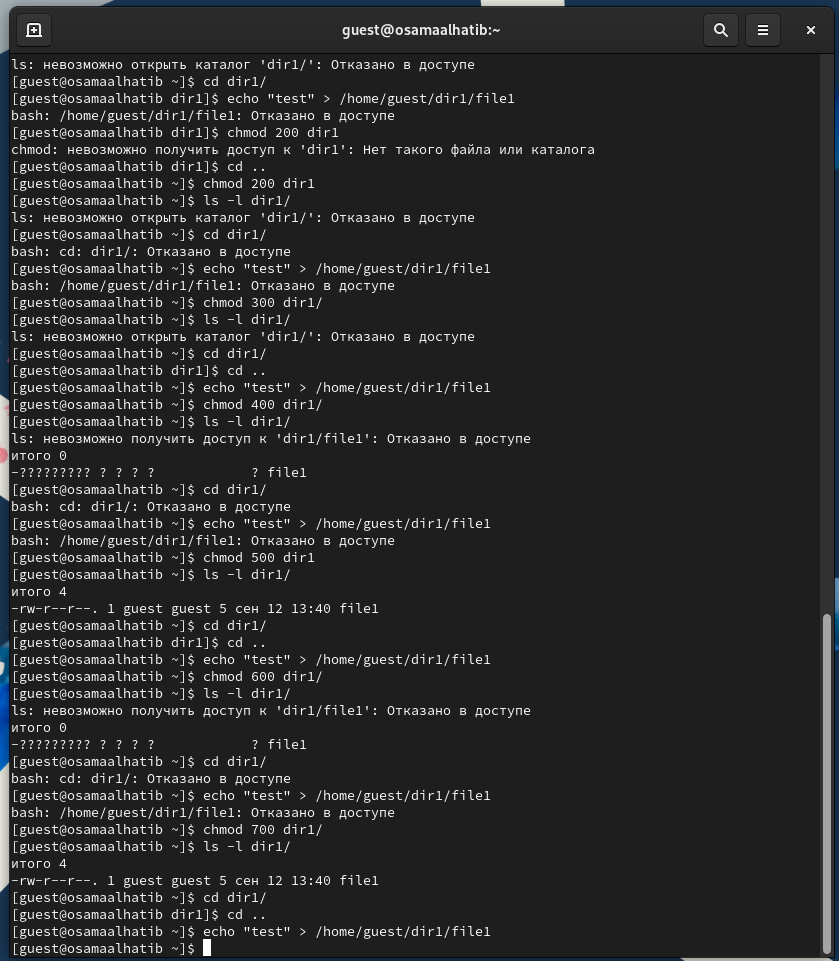 guest@osamaalhatib:~
ls: невозможно открыть каталог 'dir1/': Отказано в доступе
[guest@osamaalhatib ~]$ cd dir1/
[guest@osamaalhatib dir1]$ echo "test" > /home/guest/dir1/file1
bash: /home/guest/dir1/file1: Отказано в доступе
[guest@osamaalhatib dir1]$ chmod 200 dir1
chmod: невозможно получить доступ к 'dir1': Нет такого файла или каталога
[guest@osamaalhatib dir1]$ cd ..
[guest@osamaalhatib ~]$ chmod 200 dir1
[guest@osamaalhatib ~]$ ls -l dir1/
ls: невозможно открыть каталог 'dir1/': Отказано в доступе
[guest@osamaalhatib ~]$ cd dir1/
bash: cd: dir1/: Отказано в доступе
[guest@osamaalhatib ~]$ echo "test" > /home/guest/dir1/file1
bash: /home/guest/dir1/file1: Отказано в доступе
[guest@osamaalhatib ~]$ chmod 300 dir1/
[guest@osamaalhatib ~]$ ls -l dir1/
ls: невозможно открыть каталог 'dir1/': Отказано в доступе
[guest@osamaalhatib ~]$ cd dir1/
[guest@osamaalhatib dir1]$ cd ..
[guest@osamaalhatib ~]$ echo "test" > /home/guest/dir1/file1
[guest@osamaalhatib ~]$ chmod 400 dir1/
[guest@osamaalhatib ~]$ ls -l dir1/
ls: невозможно получить доступ к 'dir1/file1': Отказано в доступе
итого 0
-????????? ? ? ? ?            ? file1
[guest@osamaalhatib ~]$ cd dir1/
bash: cd: dir1/: Отказано в доступе
[guest@osamaalhatib ~]$ echo "test" > /home/guest/dir1/file1
bash: /home/guest/dir1/file1: Отказано в доступе
[guest@osamaalhatib ~]$ chmod 500 dir1
[guest@osamaalhatib ~]$ ls -l dir1/
итого 4
-rw-r--r--. 1 guest guest 5 сен 12 13:40 file1
[guest@osamaalhatib ~]$ cd dir1/
[guest@osamaalhatib dir1]$ cd ..
[guest@osamaalhatib ~]$ echo "test" > /home/guest/dir1/file1
[guest@osamaalhatib ~]$ chmod 600 dir1/
[guest@osamaalhatib ~]$ ls -l dir1/
ls: невозможно получить доступ к 'dir1/file1': Отказано в доступе
итого 0
-????????? ? ? ? ?            ? file1
[guest@osamaalhatib ~]$ cd dir1/
bash: cd: dir1/: Отказано в доступе
[guest@osamaalhatib ~]$ echo "test" > /home/guest/dir1/file1
bash: /home/guest/dir1/file1: Отказано в доступе
[guest@osamaalhatib ~]$ chmod 700 dir1/
[guest@osamaalhatib ~]$ ls -l dir1/
итого 4
-rw-r--r--. 1 guest guest 5 сен 12 13:40 file1
[guest@osamaalhatib ~]$ cd dir1/
[guest@osamaalhatib dir1]$ cd ..
[guest@osamaalhatib ~]$ echo "test" > /home/guest/dir1/file1
[guest@osamaalhatib ~]$